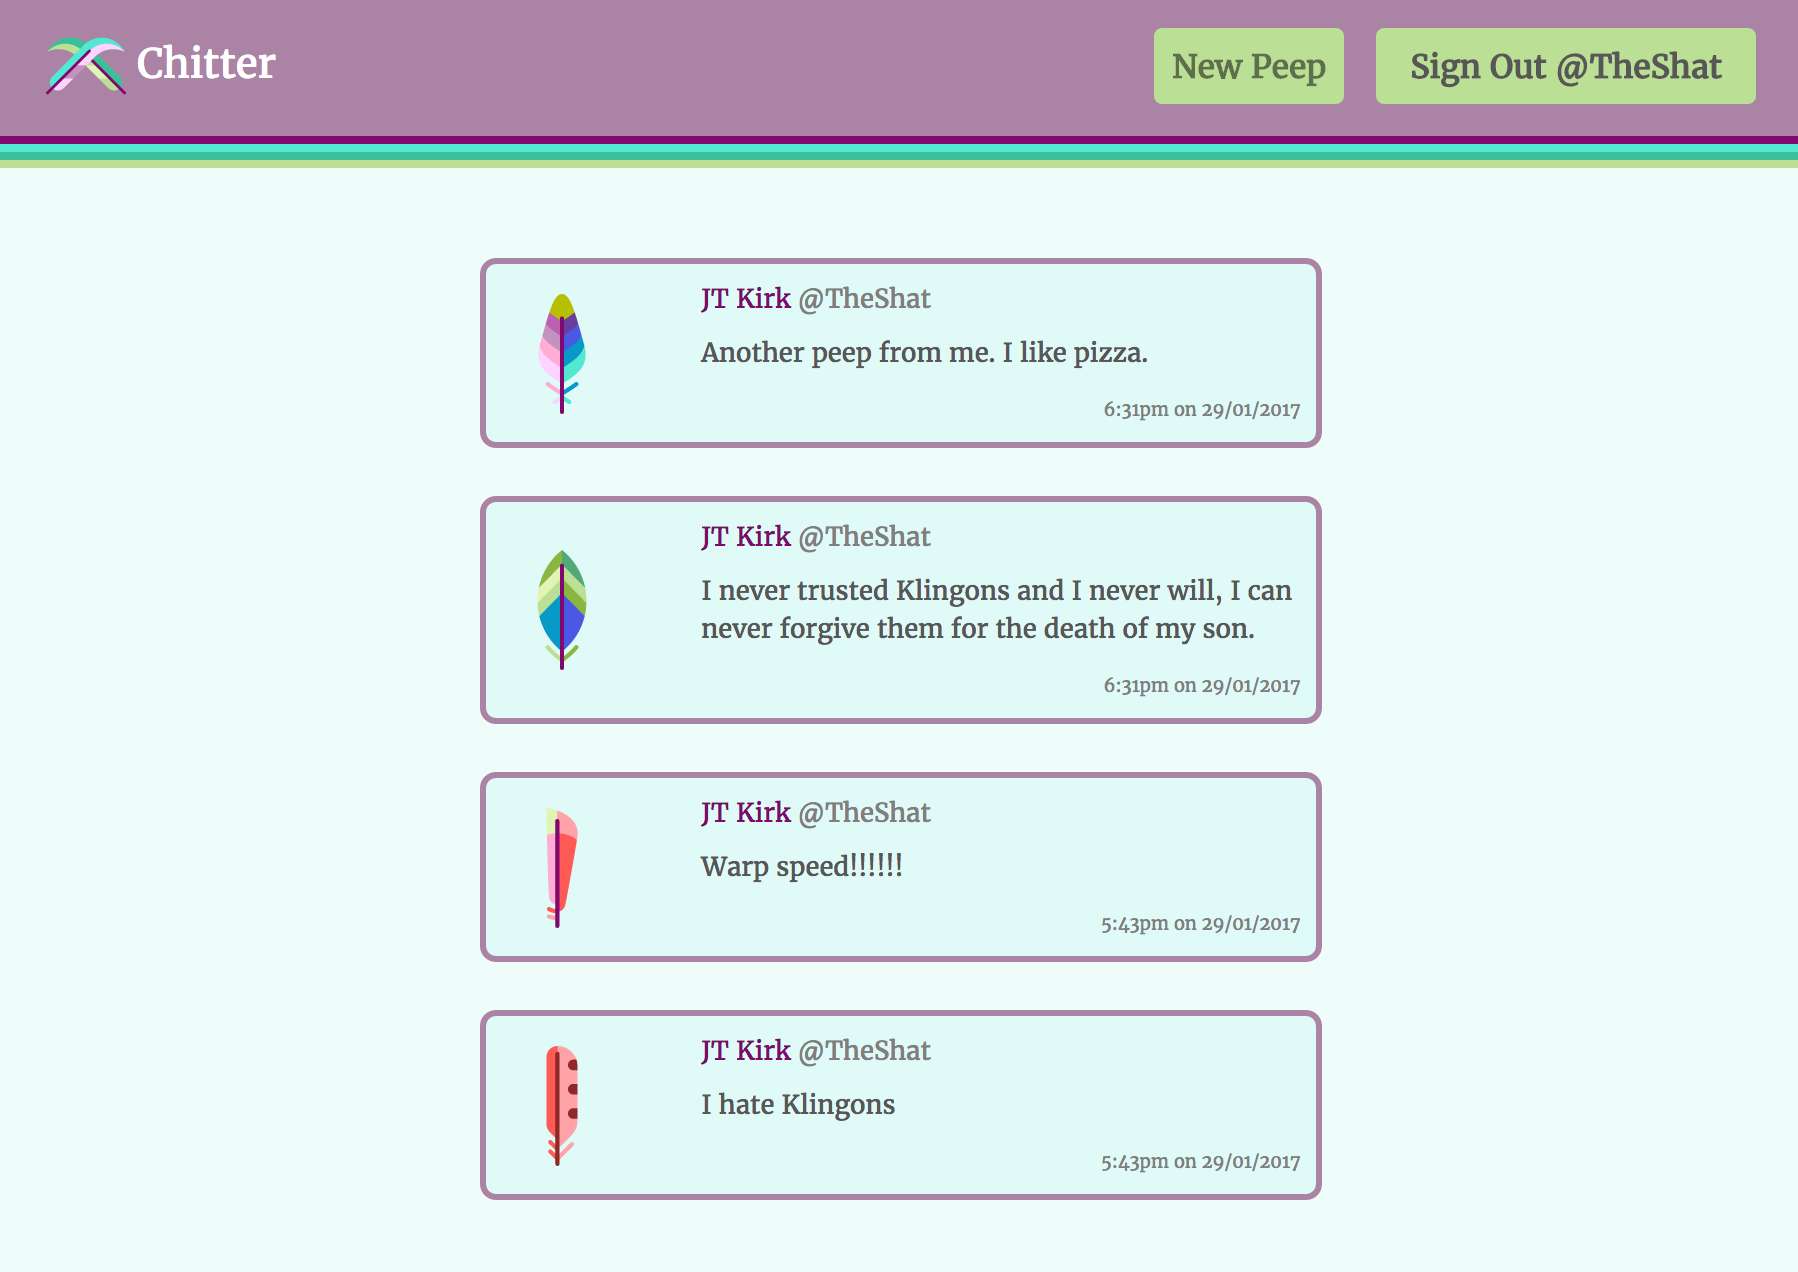 Chitter
New Peep
Sign Out @TheShat
JT Kirk @TheShat
Another peep from me. I like pizza.
6:31pm on 29/01/2017
JT Kirk @TheShat
I never trusted Klingons and I never will, I can
never forgive them for the death of my son.
6:31pm on 29/01/2017
JT Kirk @TheShat
Warp speed!!!!!!
5:43pm on 29/01/2017
JT Kirk @TheShat
I hate Klingons
5:43pm on 29/01/2017